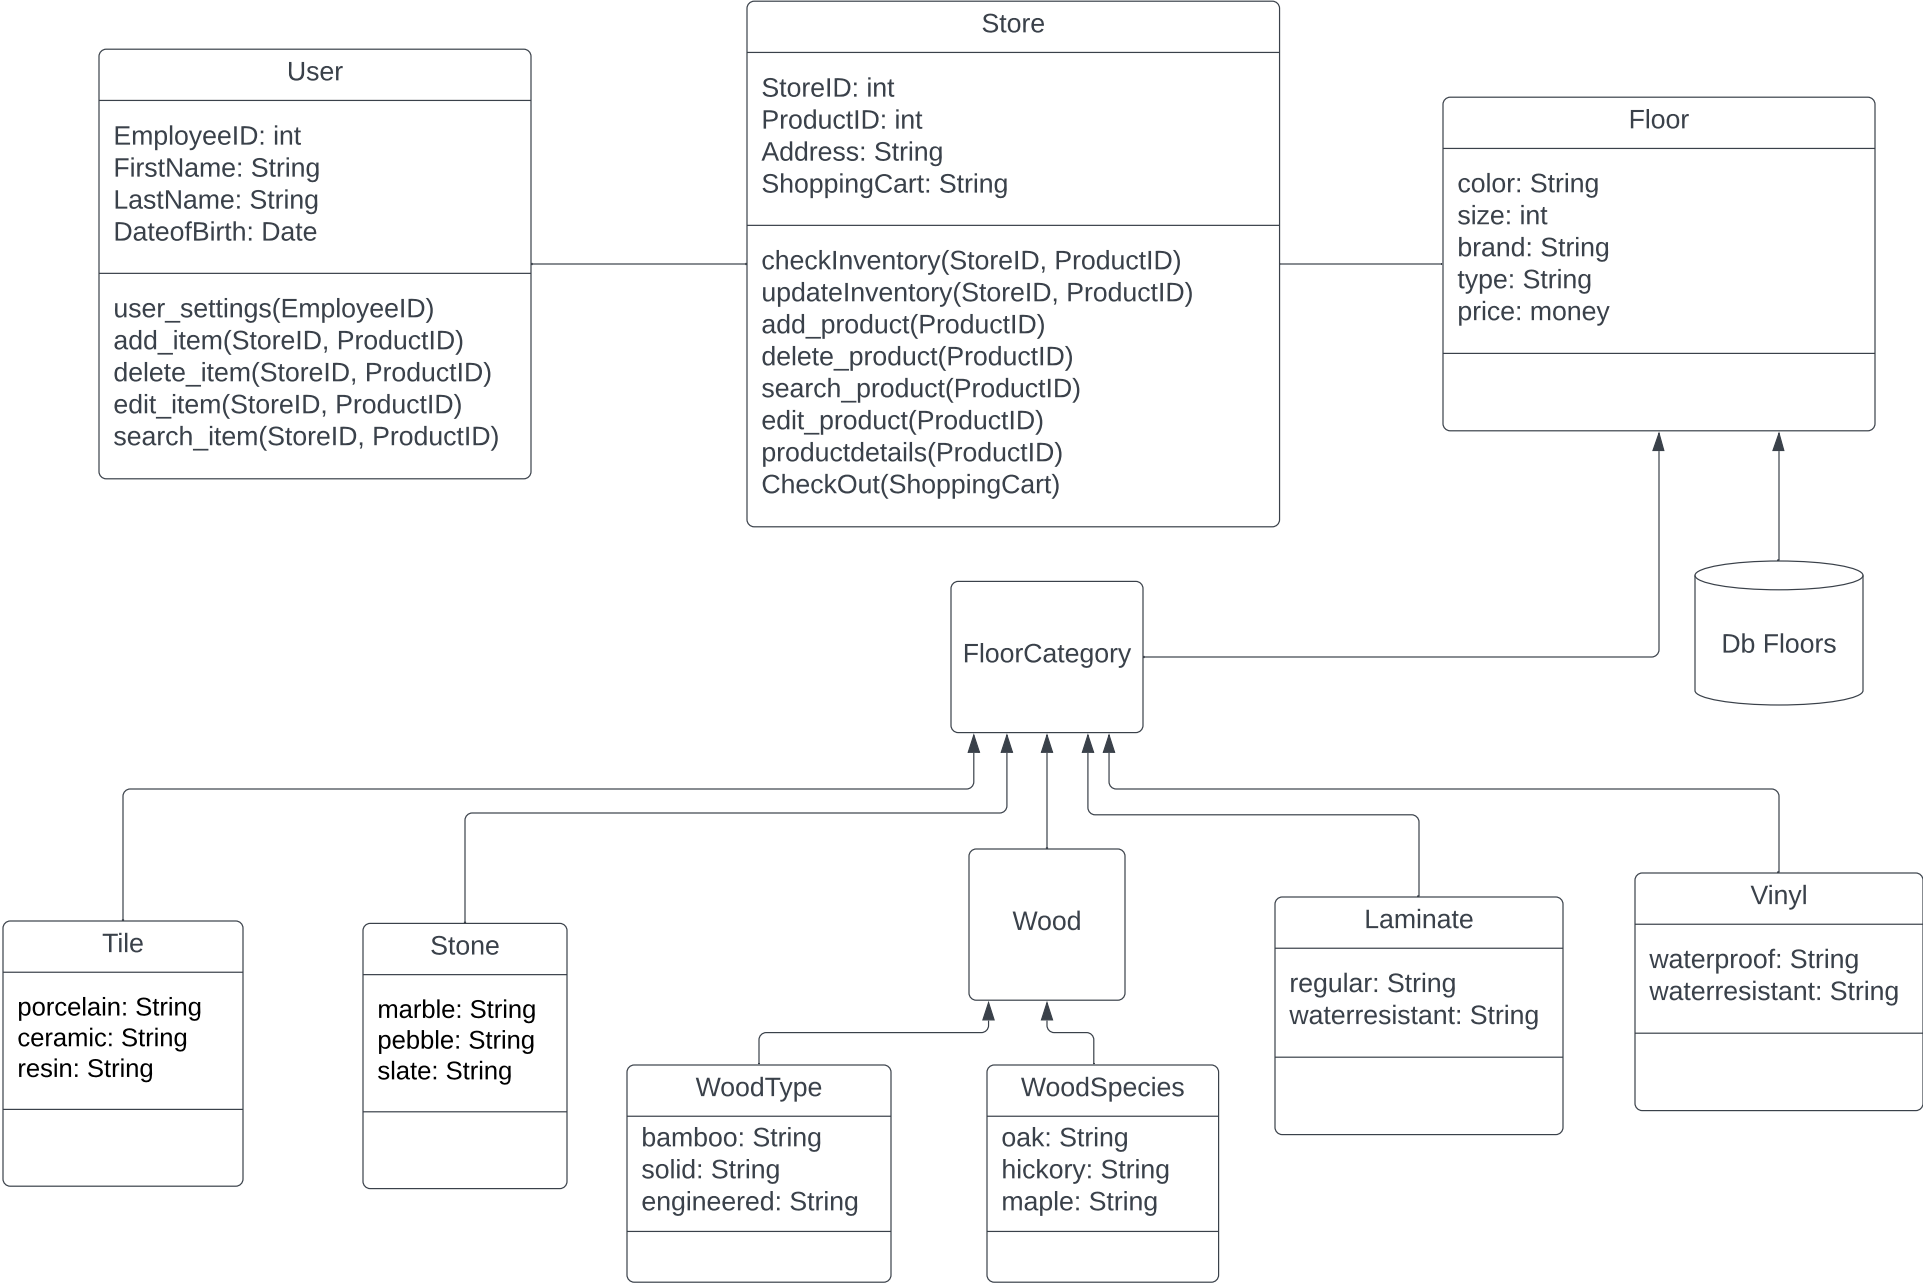 User
EmployeeID: int
FirstName: String
LastName: String
DateofBirth: Date
user_settings(EmployeeID)
add_item(StoreID, ProductID)
delete_item(StoreID, ProductID)
edit_item(StoreID, ProductID)
search_item(StoreID, ProductID)
Store
StoreID: int
ProductID: int
Address: String
ShoppingCart: String
checkInventory(StoreID, ProductID)
updateInventory(StoreID, ProductID)
add_product(ProductID)
delete_product(ProductID)
search_product(ProductID)
edit_product(ProductID)
productdetails(ProductID)
CheckOut(ShoppingCart)
Floor
color: String
size: int
brand: String
type: String
price: money
FloorCategory
Db Floors
Tile
porcelain: String
ceramic: String
resin: String
Stone
marble: String
pebble: String
slate: String
Wood
WoodType
bamboo: String
solid: String
engineered: String
WoodSpecies
oak: String
hickory: String
maple: String
Laminate
regular: String
waterresistant: String
Vinyl
waterproof: String
waterresistant: String